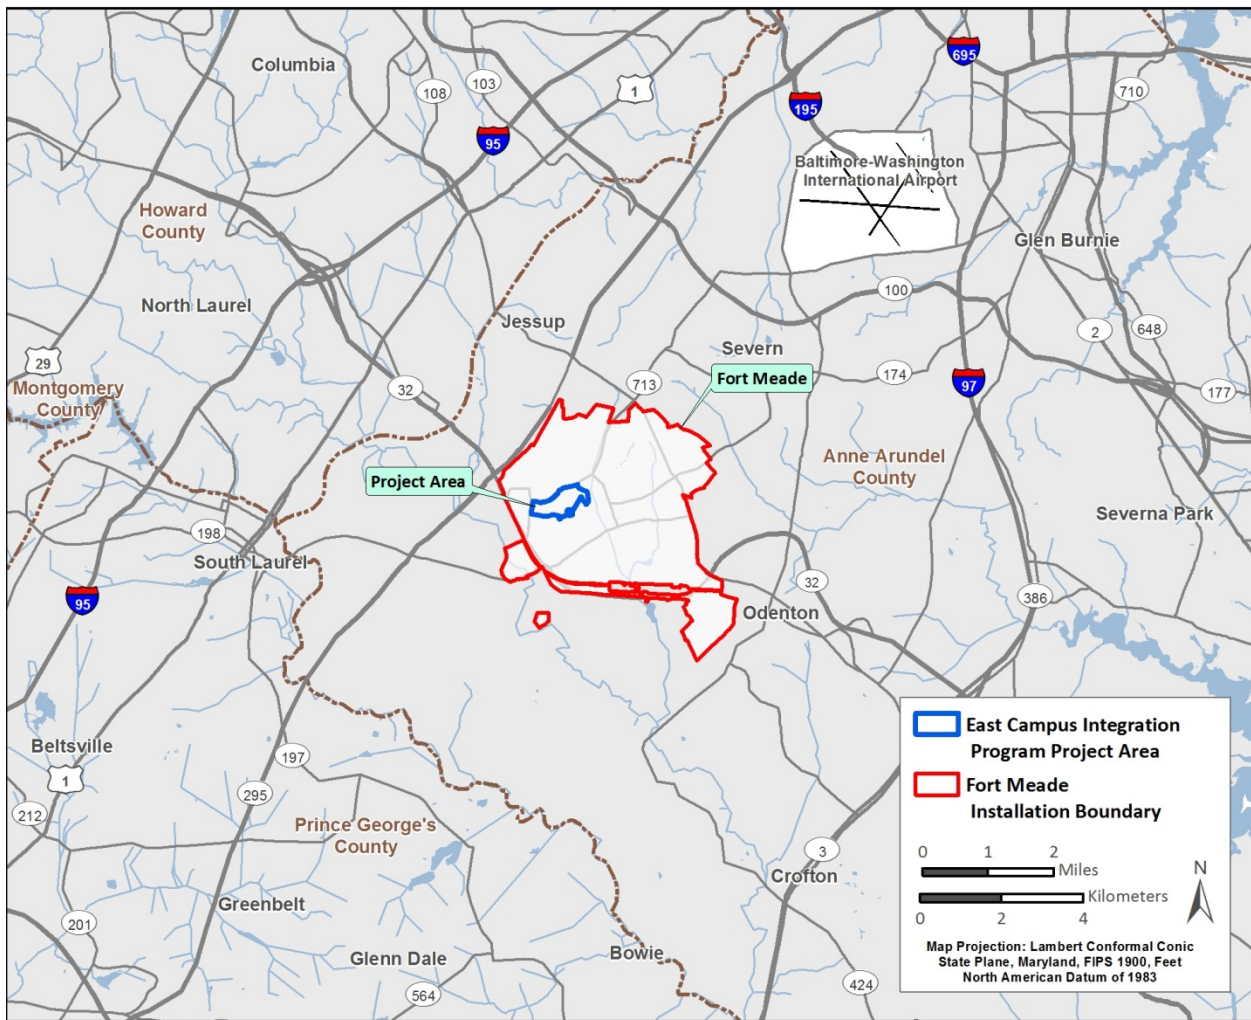 695
Columbia
103
108
1
710
195
95
Baltimore-Washington
International Airport
Howard
County
Glen Burnie
North Laurel
100
Jessup
2
648
Severn
29
713
Fort Meade
174
97
177
Montgomery
County
32
Anne Arundel
County
Project Area
Severna Park
198
South Laurel
95
32
386
Odenton
East Campus Integration
Program Project Area
Beltsville
197
1
Fort Meade
Installation Boundary
295
212
Prince George's
County
0 1 2
Miles
3
N
Crofton
Kilometers
0 2 4
Greenbelt
201
Bowie
Glenn Dale
Map Projection: Lambert Conformal Conic
State Plane, Maryland, FIPS 1900, Feet
North American Datum of 1983
424
564